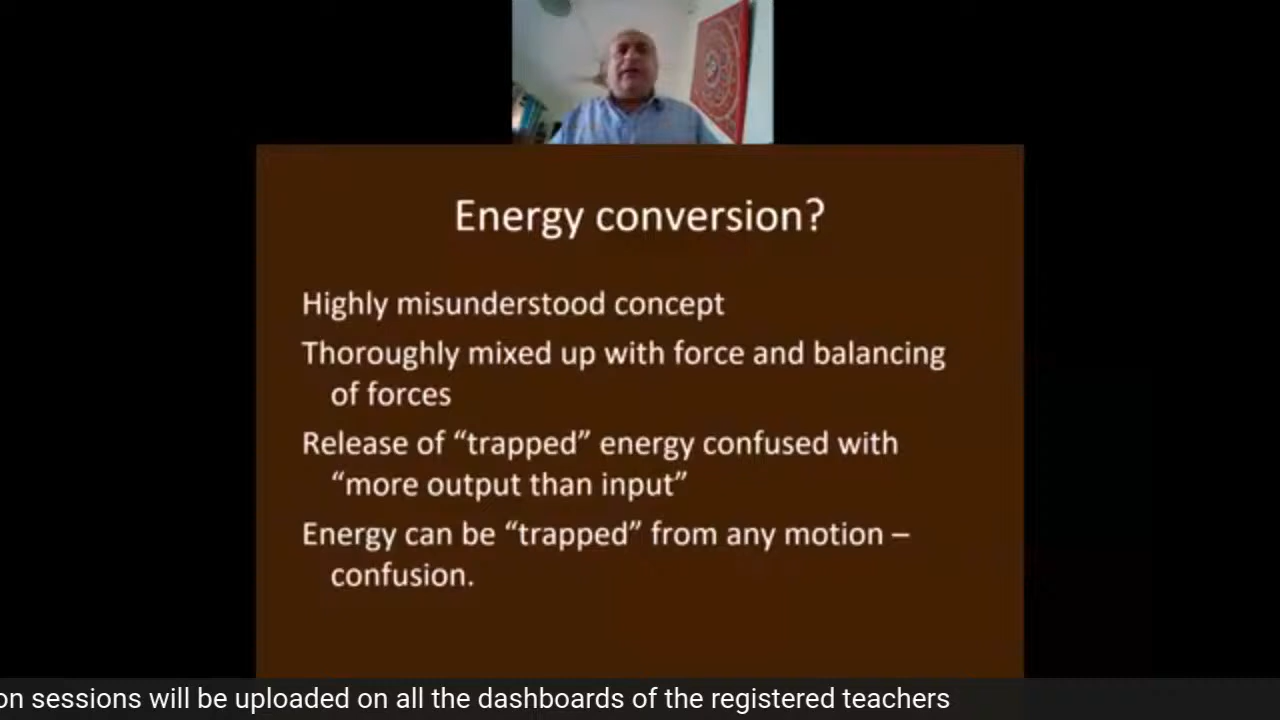 Energy conversion?
Highly misunderstood concept
Thoroughly mixed up with force and balancing
of forces
Release of “trapped” energy confused with
“more output than input”
Energy can be “trapped” from any motion –
confusion.
on sessions will be uploaded on all the dashboards of the registered teachers